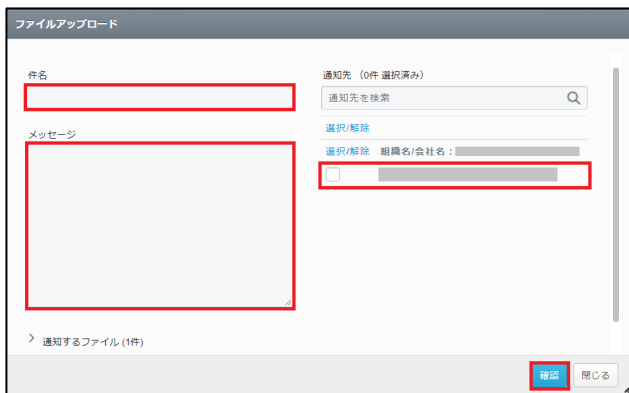 ファイルアップロード
件名
メッセージ
> 通知するファイル (1件)
通知先 (0件 選択済み)
通知先を検索
選択/解除
選択/解除 組織名/会社名：
確認 閉じる